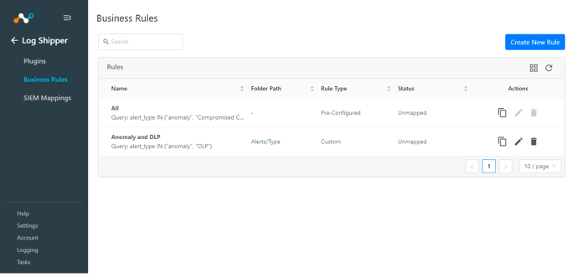 Log Shipper
Plugins
Business Rules
SIEM Mappings
Help
Settings
Account
Logging
Tasks
Business Rules
Search
Create New Rule
Rules
Name Folder Path Rule Type Status Actions
All
Query: alert_type IN ("anomaly", "Compromised C... - Pre-Configured Unmapped
Anomaly and DLP
Query: alert_type IN ("anomaly", "DLP") Alerts/Type Custom Unmapped
1 10 / page